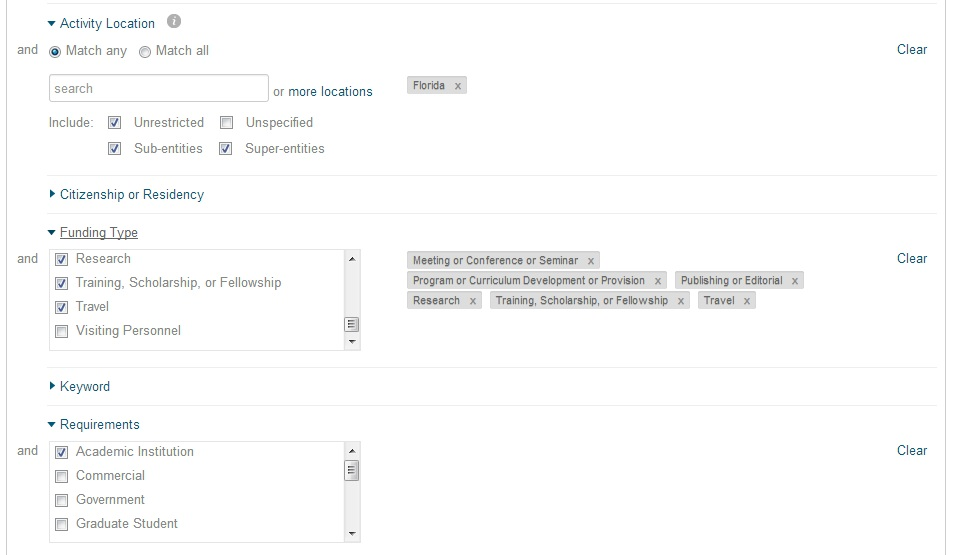 Activity Location i
and Match any Match all Clear
search or more locations Florida x
Include: Unrestricted Unspecified
Sub-entities Super-entities
Citizenship or Residency
Funding Type
and Research Meeting or Conference or Seminar x Clear
Training, Scholarship, or Fellowship Program or Curriculum Development or Provision x Publishing or Editorial x
Travel Research x Training, Scholarship, or Fellowship x Travel x
Visiting Personnel
Keyword
Requirements
and Academic Institution Clear
Commercial
Government
Graduate Student